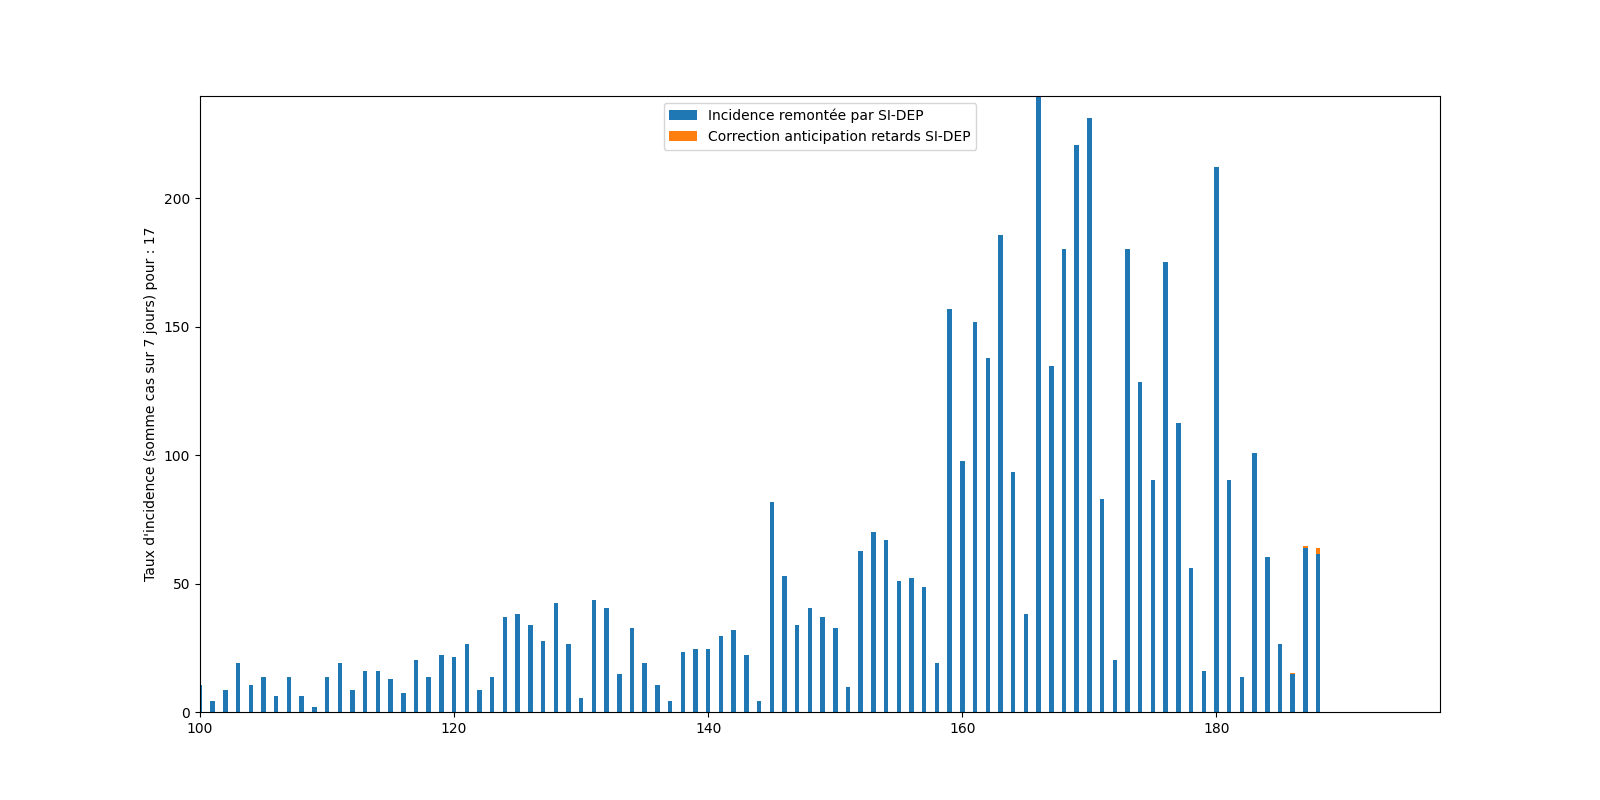 Incidence remontée par SI-DEP
Correction anticipation retards SI-DEP
Taux d'incidence (somme cas sur 7 jours) pour : 17
200
150
100
50
0
100 120 140 160 180